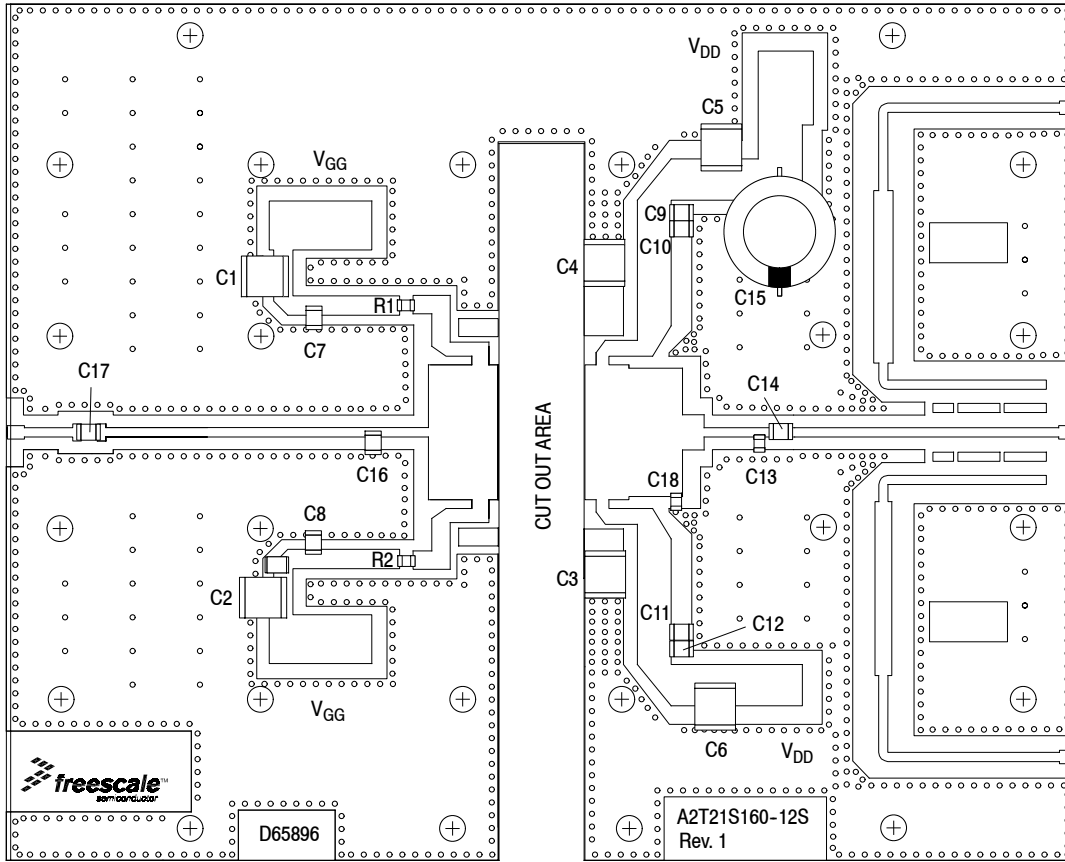 VDD
C5
VGG
C9
C10
C4
C1
R1
C15
C7
C17
C14
C16
C13
C18
CUT OUT AREA
C8
R2
C3
C2
C11
C12
VGG
C6
VDD
freescale™
semiconductor
D65896
A2T21S160-12S
Rev. 1